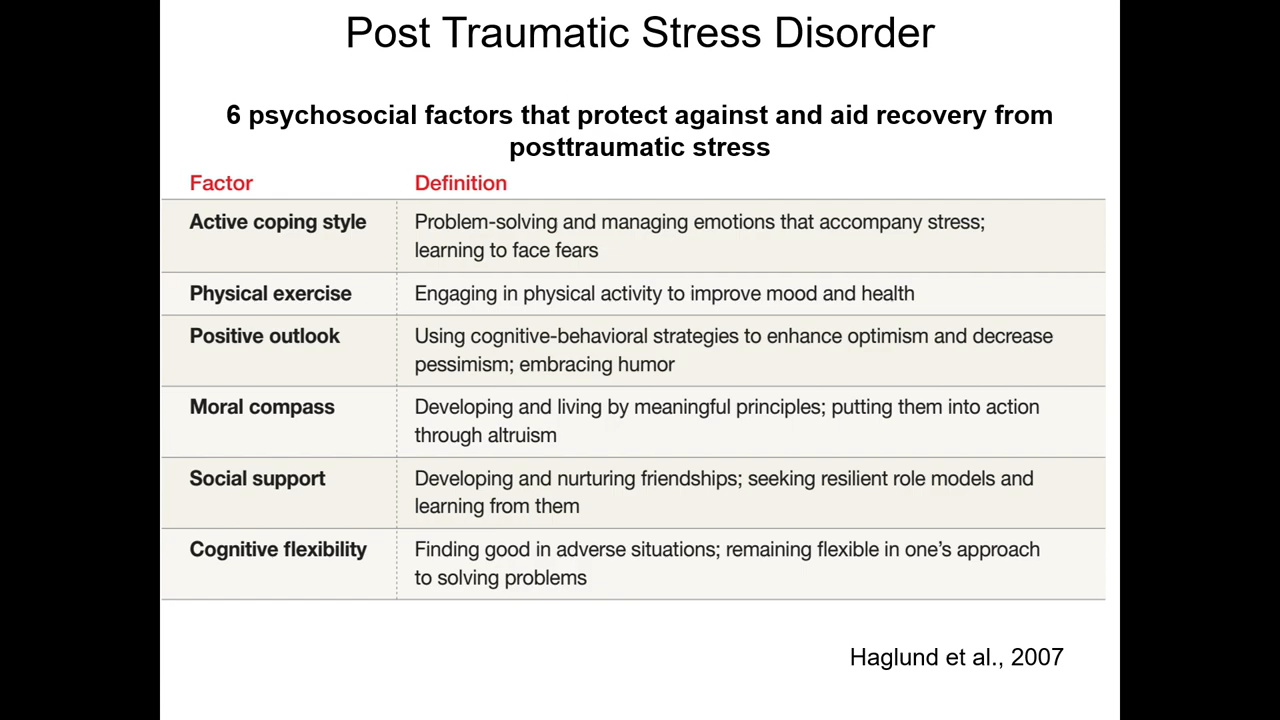 Post Traumatic Stress Disorder
6 psychosocial factors that protect against and aid recovery from
posttraumatic stress
Factor Definition
Active coping style Problem-solving and managing emotions that accompany stress;
learning to face fears
Physical exercise Engaging in physical activity to improve mood and health
Positive outlook Using cognitive-behavioral strategies to enhance optimism and decrease
pessimism; embracing humor
Moral compass Developing and living by meaningful principles; putting them into action
through altruism
Social support Developing and nurturing friendships; seeking resilient role models and
learning from them
Cognitive flexibility Finding good in adverse situations; remaining flexible in one’s approach
to solving problems
Haglund et al., 2007